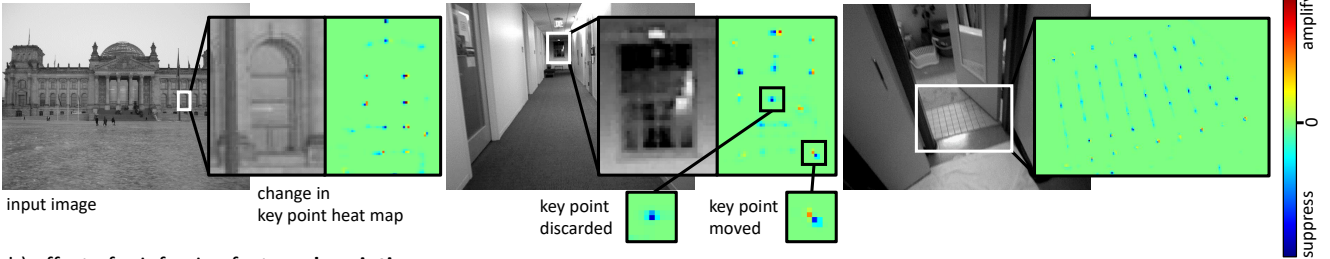 input image
change in
key point heat map
key point
discarded
key point
moved
amplify
0
suppress